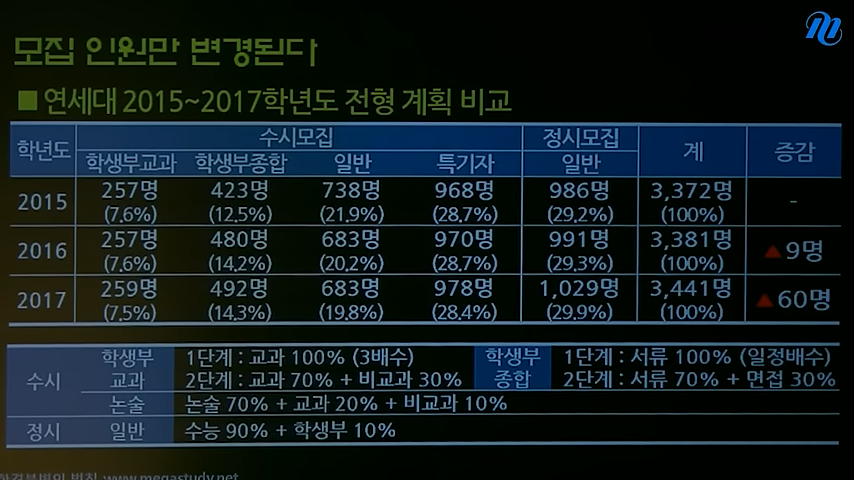 모집 인원만 변경된다
■ 연세대 2015~2017학년도 전형 계획 비교
학년도 수시모집 정시모집 계 증감
학생부교과 학생부종합 일반 특기자 일반
2015 257명 423명 738명 968명 986명 3,372명 -
(7.6%) (12.5%) (21.9%) (28.7%) (29.2%) (100%)
2016 257명 480명 683명 970명 991명 3,381명 ▲9명
(7.6%) (14.2%) (20.2%) (28.7%) (29.3%) (100%)
2017 259명 492명 683명 978명 1,029명 3,441명 ▲60명
(7.5%) (14.3%) (19.8%) (28.4%) (29.9%) (100%)
수시 학생부 교과 1단계 : 교과 100% (3배수)
2단계 : 교과 70% + 비교과 30%
학생부 종합 1단계 : 서류 100% (일정배수)
2단계 : 서류 70% + 면접 30%
논술 논술 70% + 교과 20% + 비교과 10%
정시 일반 수능 90% + 학생부 10%
www.megastudy.net